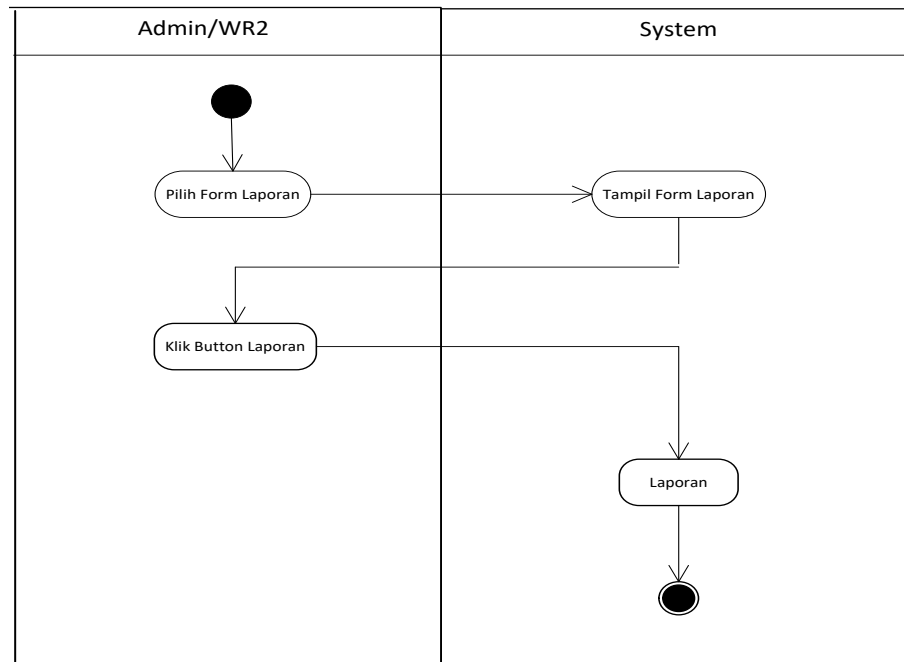 Admin/WR2
System
Pilih Form Laporan
Tampil Form Laporan
Klik Button Laporan
Laporan